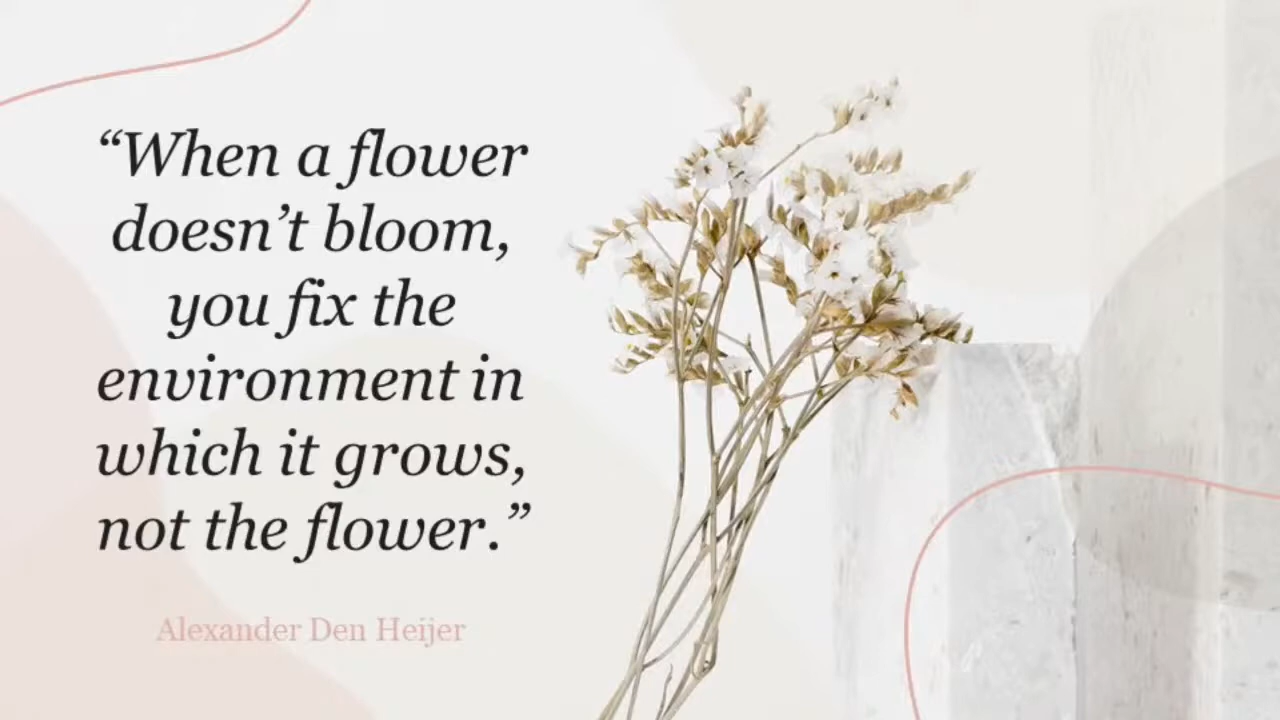 “When a flower
doesn’t bloom,
you fix the
environment in
which it grows,
not the flower.”
Alexander Den Heijer